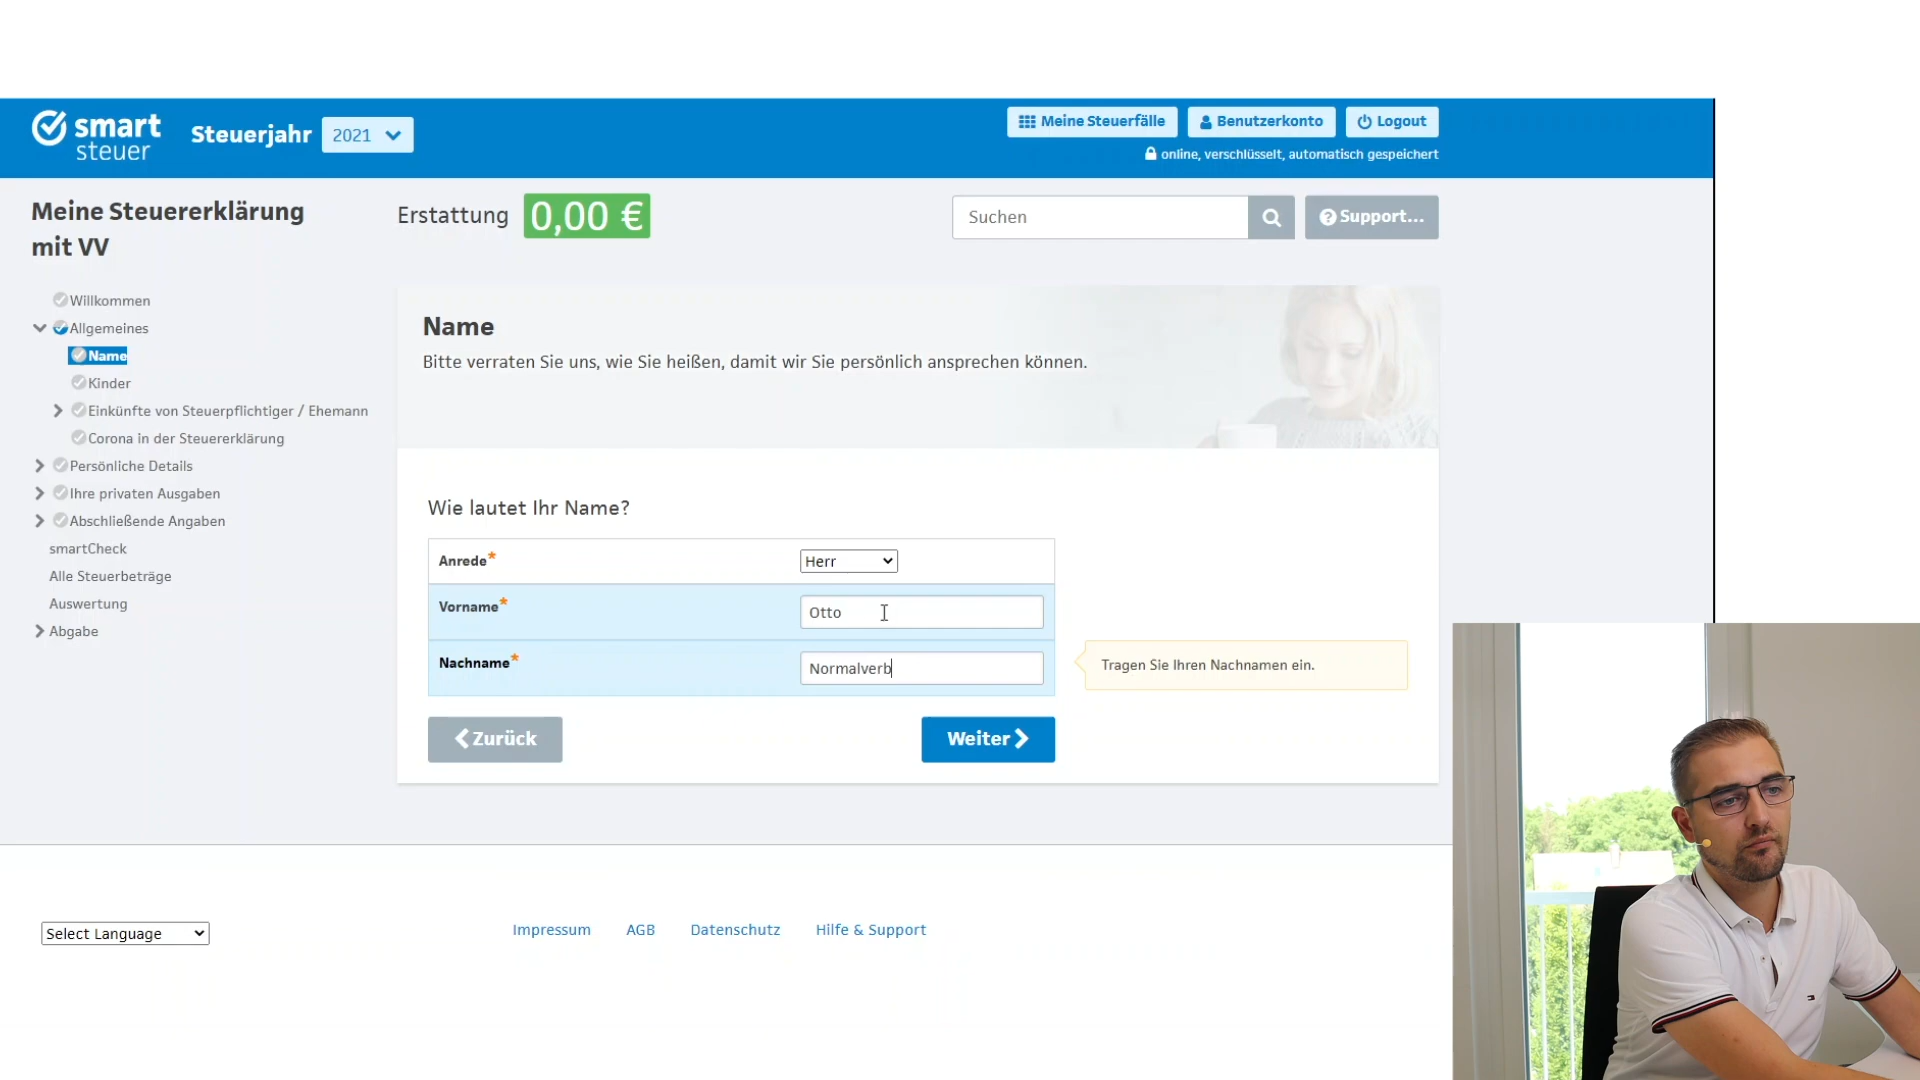 smart
steuer
Steuerjahr
2021
Meine Steuerfälle
Benutzerkonto
Logout
online, verschlüsselt, automatisch gespeichert
Meine Steuererklärung
mit VV
Erstattung
0,00 €
Suchen
Support...
Willkommen
Allgemeines
Name
Kinder
Einkünfte von Steuerpflichtiger / Ehemann
Corona in der Steuererklärung
Persönliche Details
Ihre privaten Ausgaben
Abschließende Angaben
smartCheck
Alle Steuerbeträge
Auswertung
Abgabe
Name
Bitte verraten Sie uns, wie Sie heißen, damit wir Sie persönlich ansprechen können.
Wie lautet Ihr Name?
Anrede*
Herr
Vorname*
Otto
Nachname*
Normalverb
Tragen Sie Ihren Nachnamen ein.
Zurück
Weiter
Select Language
Impressum
AGB
Datenschutz
Hilfe & Support